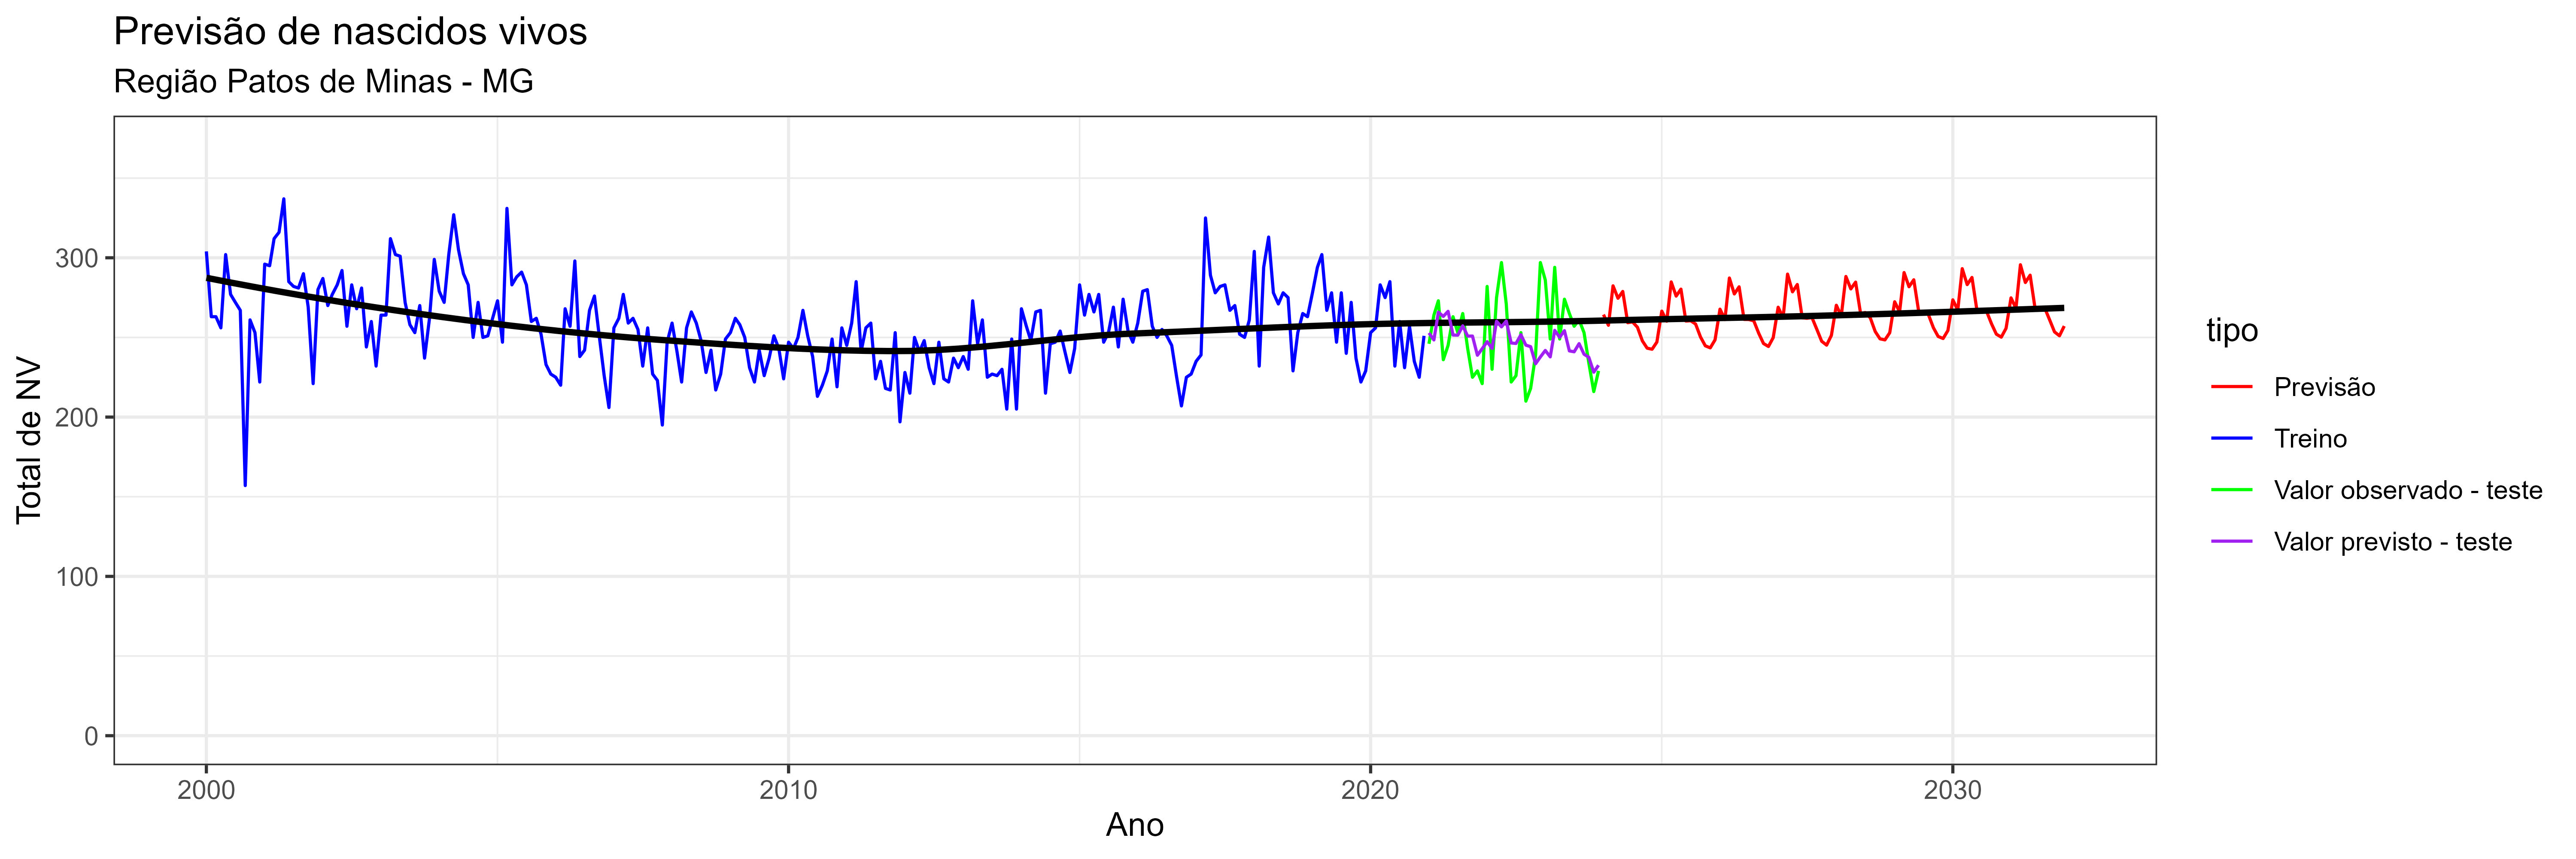 Previsão de nascidos vivos
Região Patos de Minas - MG
Total de NV
300
200
100
0
2000
2010
2020
2030
Ano
tipo
Previsão
Treino
Valor observado - teste
Valor previsto - teste